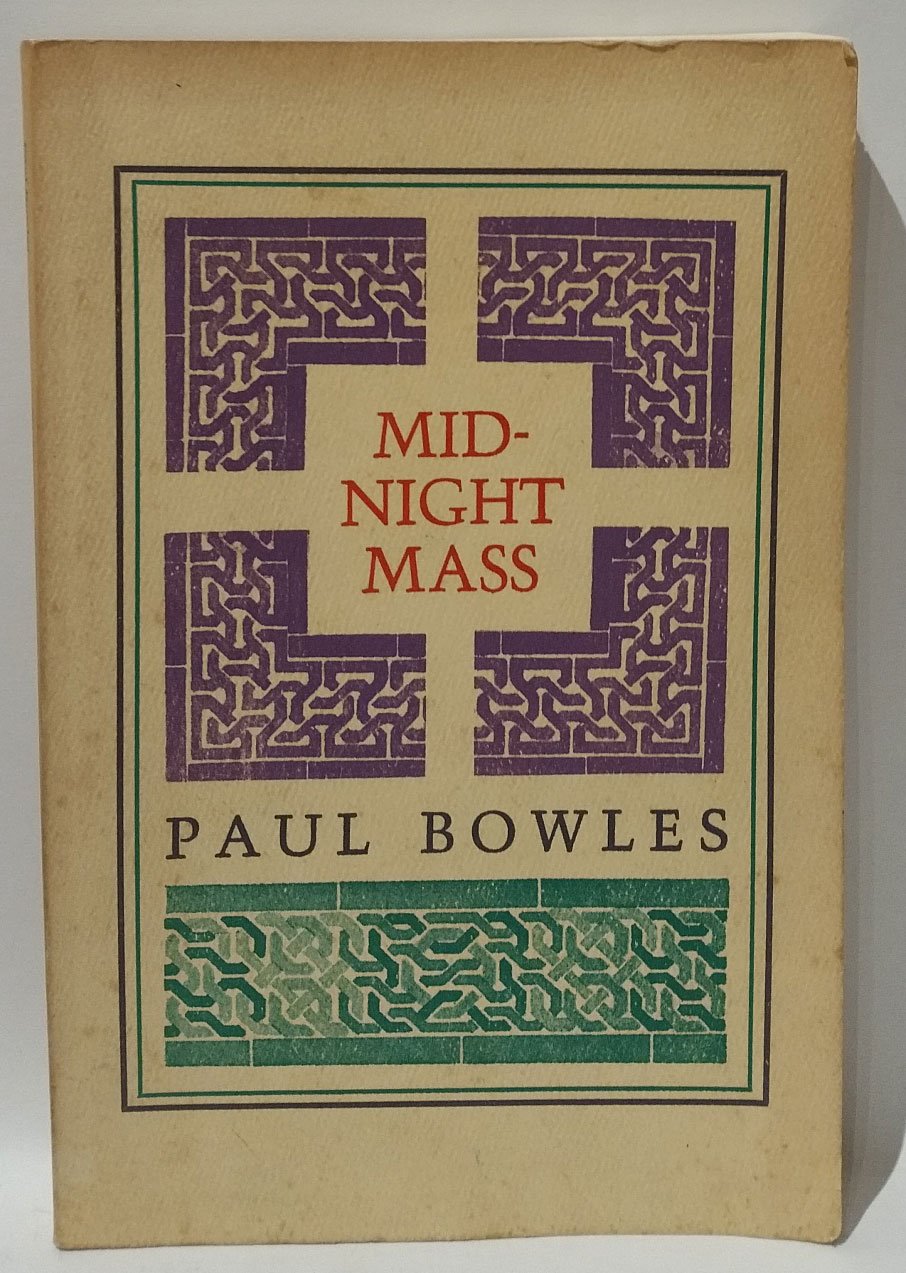 MID-
NIGHT
MASS
PAUL BOWLES